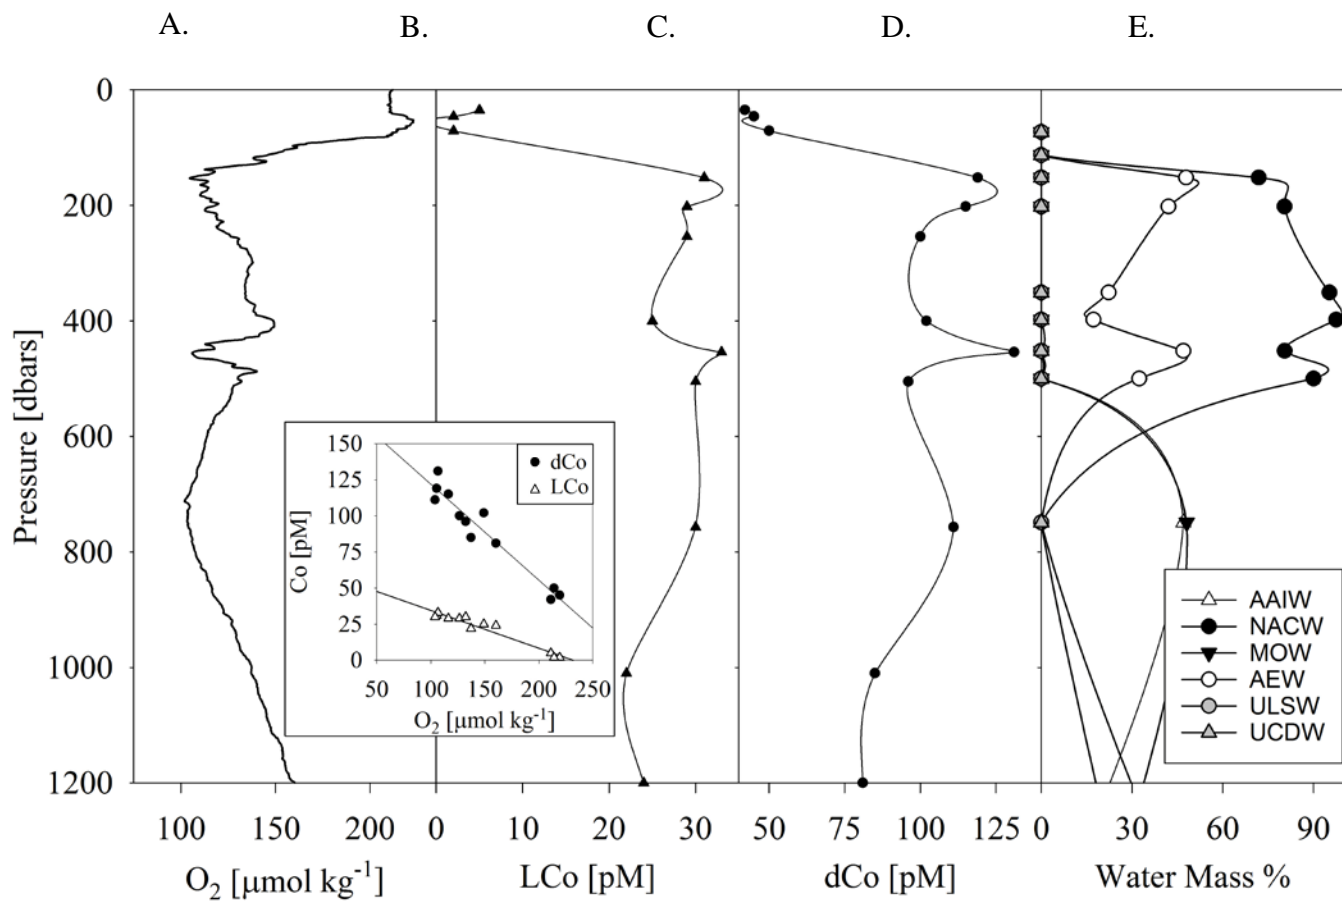 A. B. C. D. E.
0
200
400
600
800
1000
1200
Pressure [dbars]
100 150 200
O₂ [μmol kg⁻¹]
0 10 20 30
LCo [pM]
50 75 100 125
dCo [pM]
0 30 60 90
Water Mass %
150
125
100
75
50
25
0
Co [pM]
50 100 150 200 250
O₂ [μmol kg⁻¹]
dCo
LCo
AAIW
NACW
MOW
AEW
ULSW
UCDW